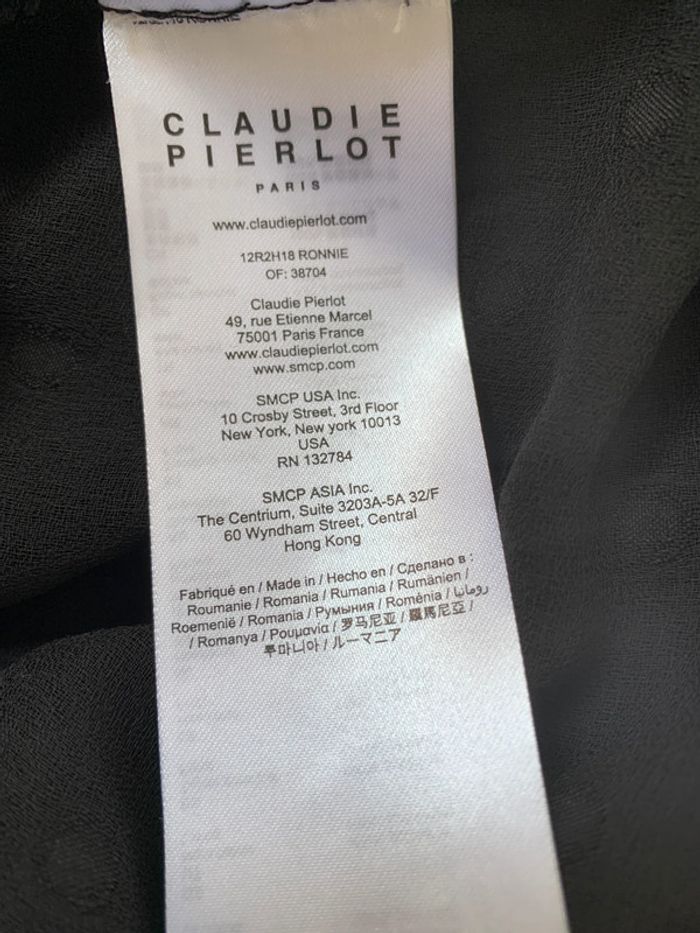 CLAUDIE
PIERLOT
PARIS
www.claudiepierlot.com
12R2H18 RONNIE
OF: 38704
Claudie Pierlot
49, rue Etienne Marcel
75001 Paris France
www.claudiepierlot.com
www.smcp.com
SMCP USA Inc.
10 Crosby Street, 3rd Floor
New York, New york 10013
USA
RN 132784
SMCP ASIA Inc.
The Centrium, Suite 3203A-5A 32/F
60 Wyndham Street, Central
Hong Kong
Fabriqué en / Made in / Hecho en / Сделано в :
Roumanie / Romania / Rumania / Rumänien /
Roemenië / Romania / Румыния / Roménia / رومانيا
/ Romanya / Ρουμανία / 罗马尼亚 / 羅馬尼亞 /
루마니아 / ルーマニア